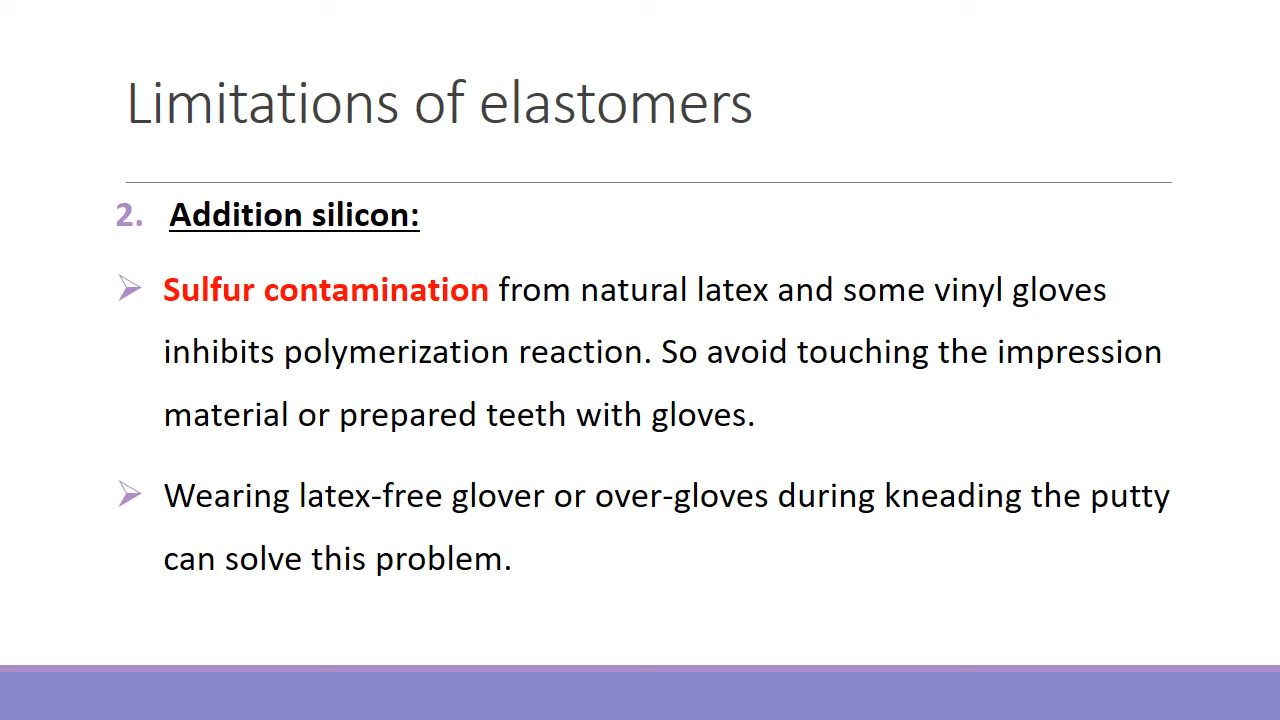 Limitations of elastomers
2. Addition silicon:
Sulfur contamination from natural latex and some vinyl gloves
inhibits polymerization reaction. So avoid touching the impression
material or prepared teeth with gloves.
Wearing latex-free glover or over-gloves during kneading the putty
can solve this problem.